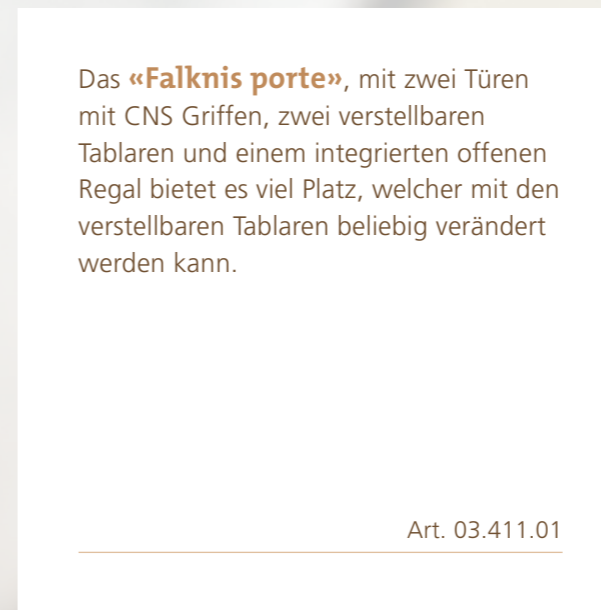 Das «Falknis porte», mit zwei Türen
mit CNS Griffen, zwei verstellbaren
Tablaren und einem integrierten offenen
Regal bietet es viel Platz, welcher mit den
verstellbaren Tablaren beliebig verändert
werden kann.
Art. 03.411.01